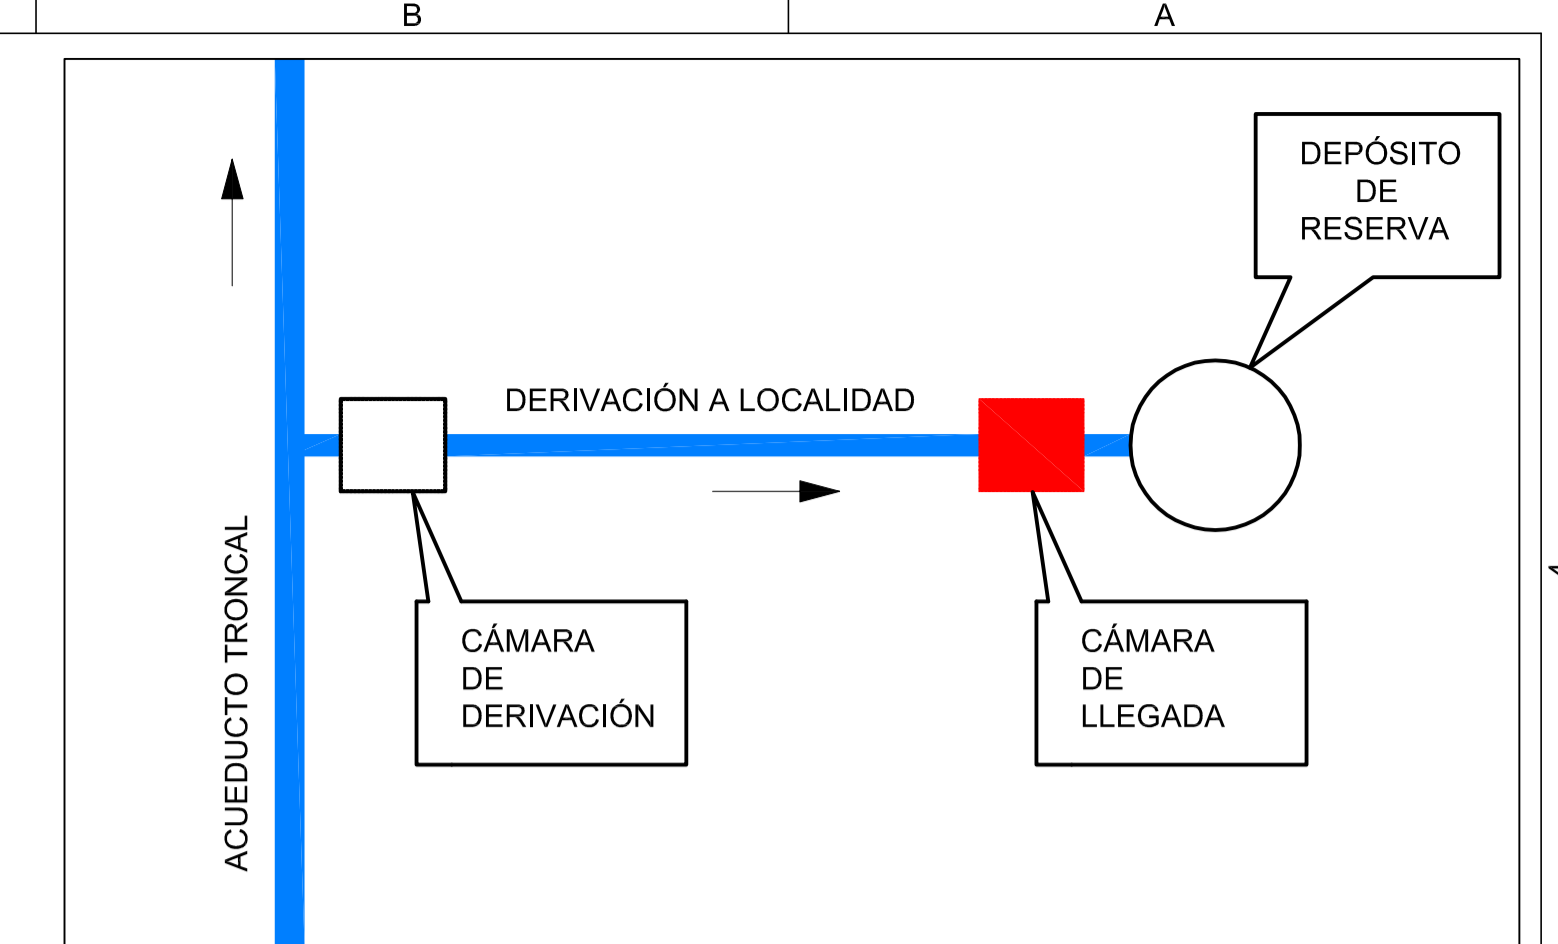 B
A
DEPÓSITO
DE
RESERVA
DERIVACIÓN A LOCALIDAD
ACUEDUCTO TRONCAL
CÁMARA
DE
DERIVACIÓN
CÁMARA
DE
LLEGADA